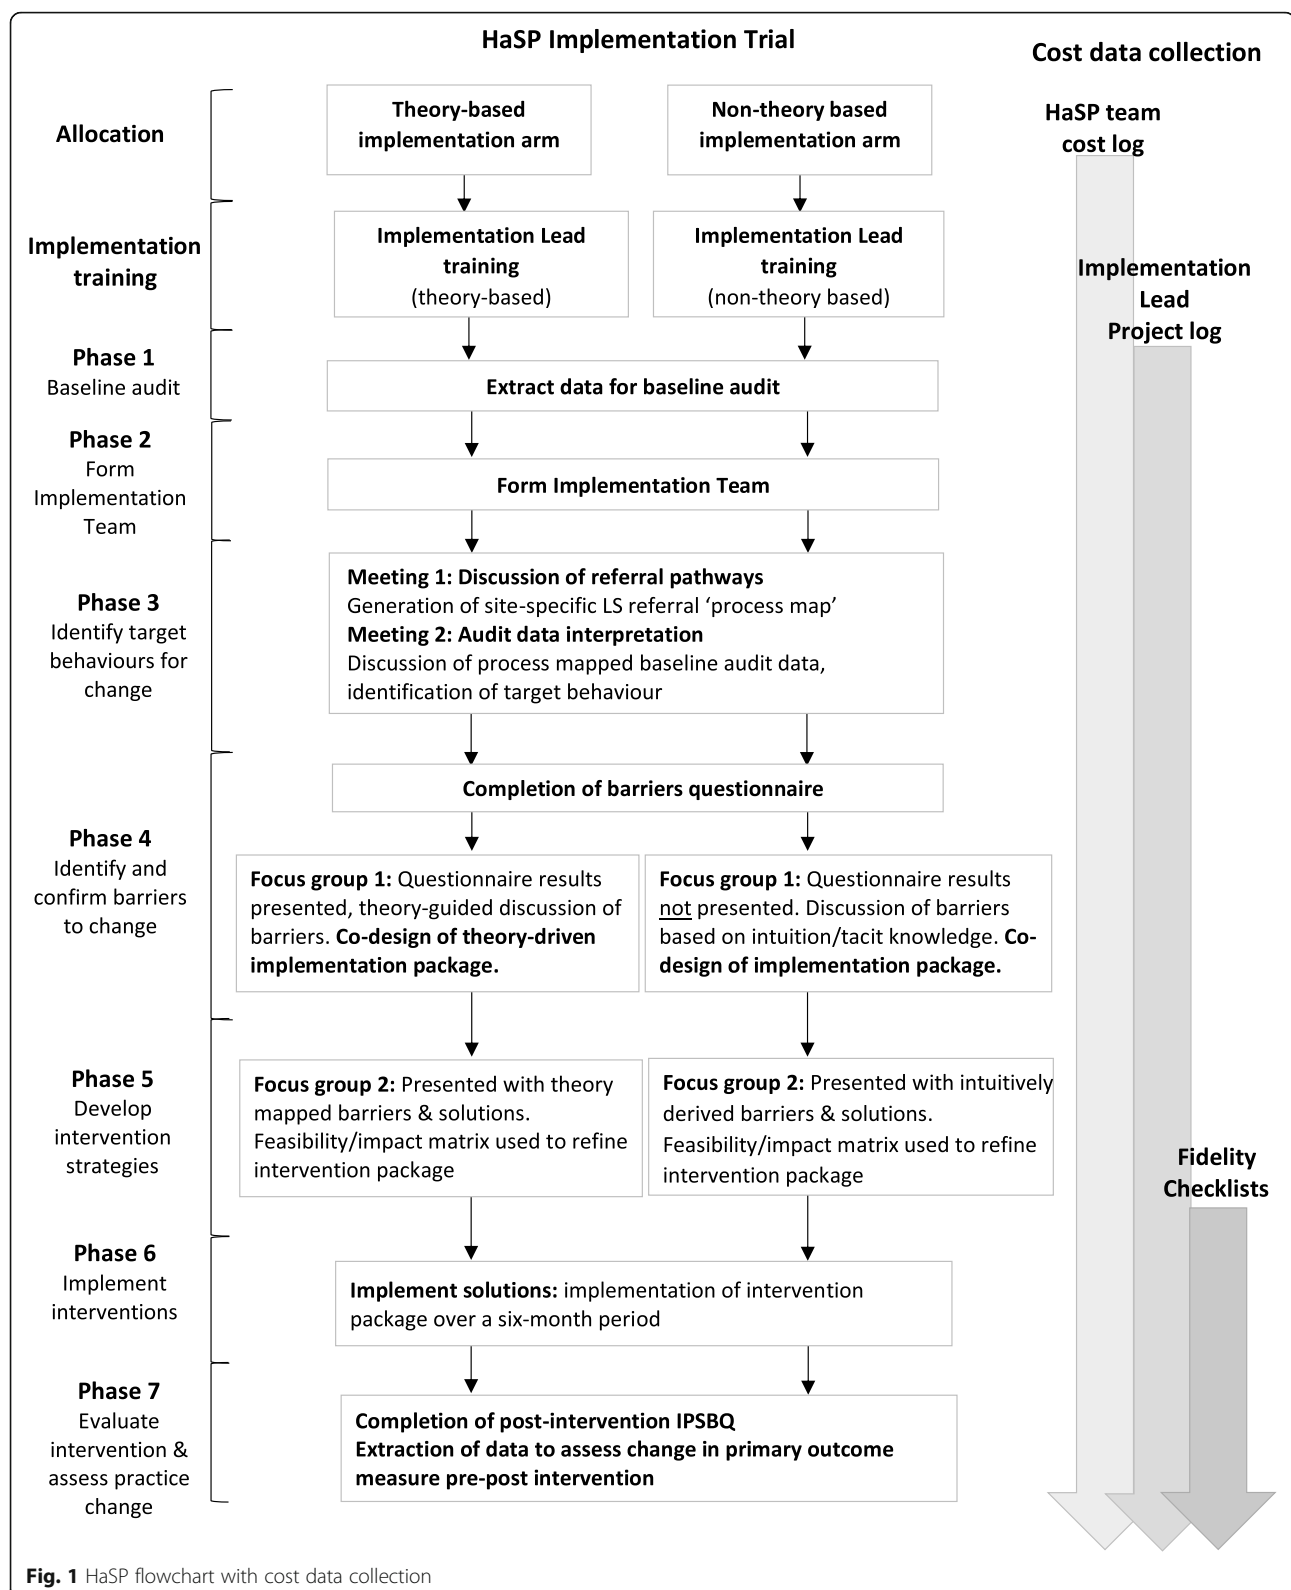 HaSP Implementation Trial
Cost data collection
Allocation
Theory-based
implementation arm
Non-theory based
implementation arm
HaSP team
cost log
Implementation
training
Implementation Lead
training
(theory-based)
Implementation Lead
training
(non-theory based)
Implementation
Lead
Project log
Phase 1
Baseline audit
Extract data for baseline audit
Phase 2
Form
Implementation
Team
Form Implementation Team
Phase 3
Identify target
behaviours for
change
Meeting 1: Discussion of referral pathways
Generation of site-specific LS referral ‘process map’
Meeting 2: Audit data interpretation
Discussion of process mapped baseline audit data,
identification of target behaviour
Completion of barriers questionnaire
Phase 4
Identify and
confirm barriers
to change
Focus group 1: Questionnaire results
presented, theory-guided discussion of
barriers. Co-design of theory-driven
implementation package.
Focus group 1: Questionnaire results
not presented. Discussion of barriers
based on intuition/tacit knowledge. Co-
design of implementation package.
Phase 5
Develop
intervention
strategies
Focus group 2: Presented with theory
mapped barriers & solutions.
Feasibility/impact matrix used to refine
intervention package
Focus group 2: Presented with intuitively
derived barriers & solutions.
Feasibility/impact matrix used to refine
intervention package
Fidelity
Checklists
Phase 6
Implement
interventions
Implement solutions: implementation of intervention
package over a six-month period
Phase 7
Evaluate
intervention &
assess practice
change
Completion of post-intervention IPSBQ
Extraction of data to assess change in primary outcome
measure pre-post intervention
Fig. 1 HaSP flowchart with cost data collection